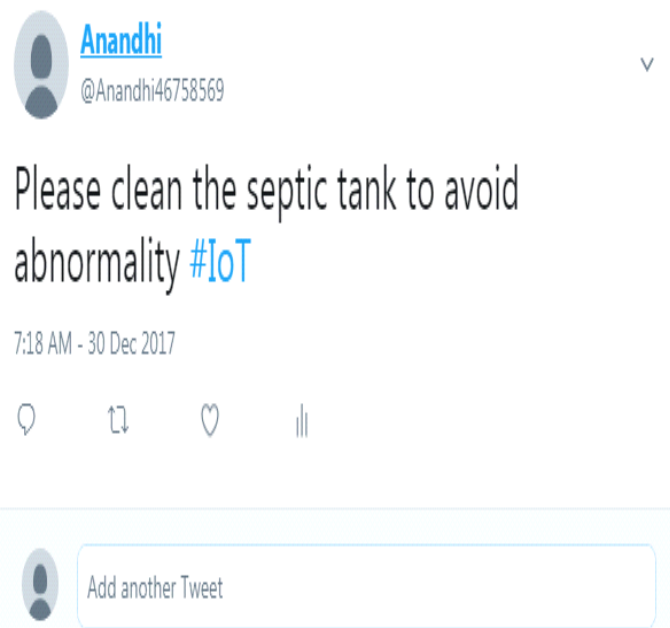 Anandhi
@Anandhi46758569
Please clean the septic tank to avoid
abnormality #IoT
7:18 AM - 30 Dec 2017
Add another Tweet